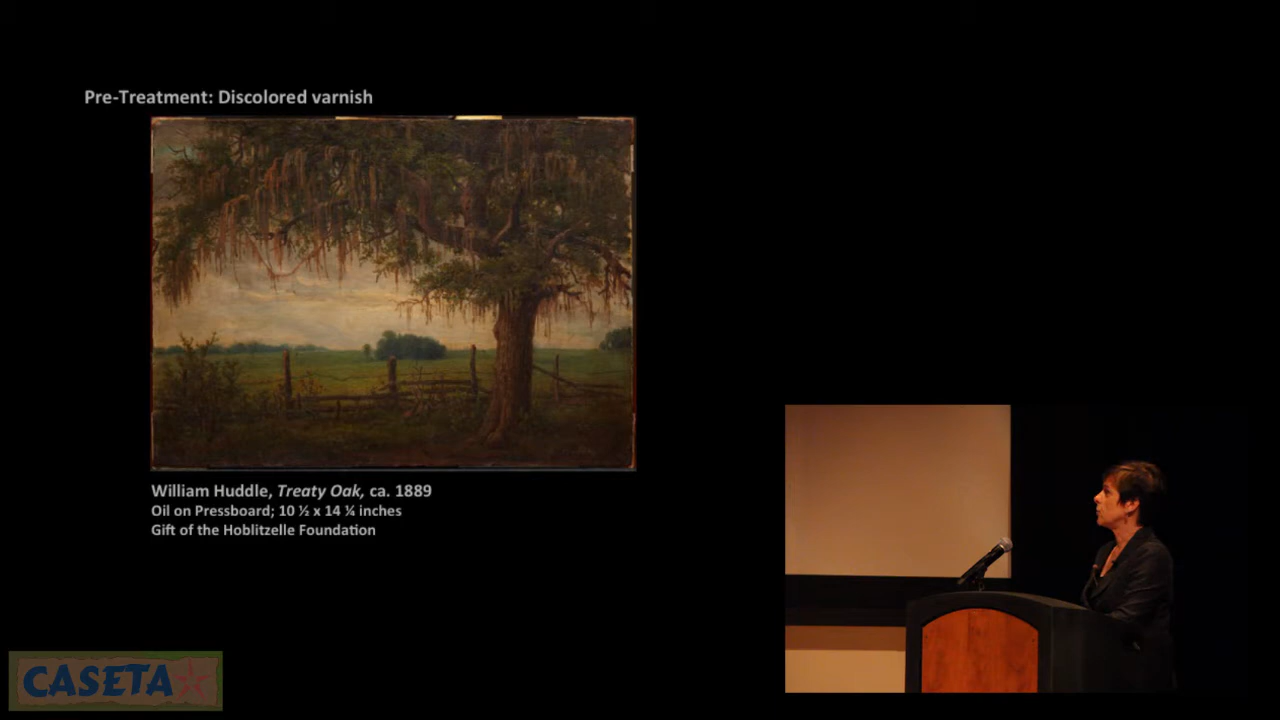 Pre-Treatment: Discolored varnish
William Huddle, Treaty Oak, ca. 1889
Oil on Pressboard; 10 ½ x 14 ¼ inches
Gift of the Hoblitzelle Foundation
CASETA